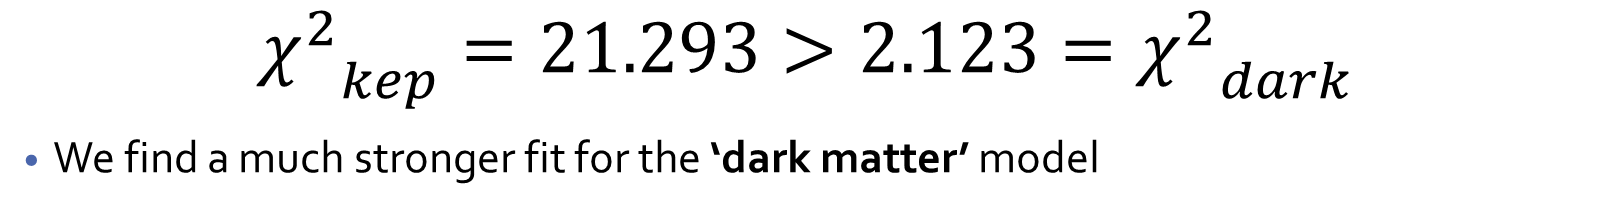 χ²ₖₑₚ = 21.293 > 2.123 = χ²dark
• We find a much stronger fit for the ‘dark matter’ model